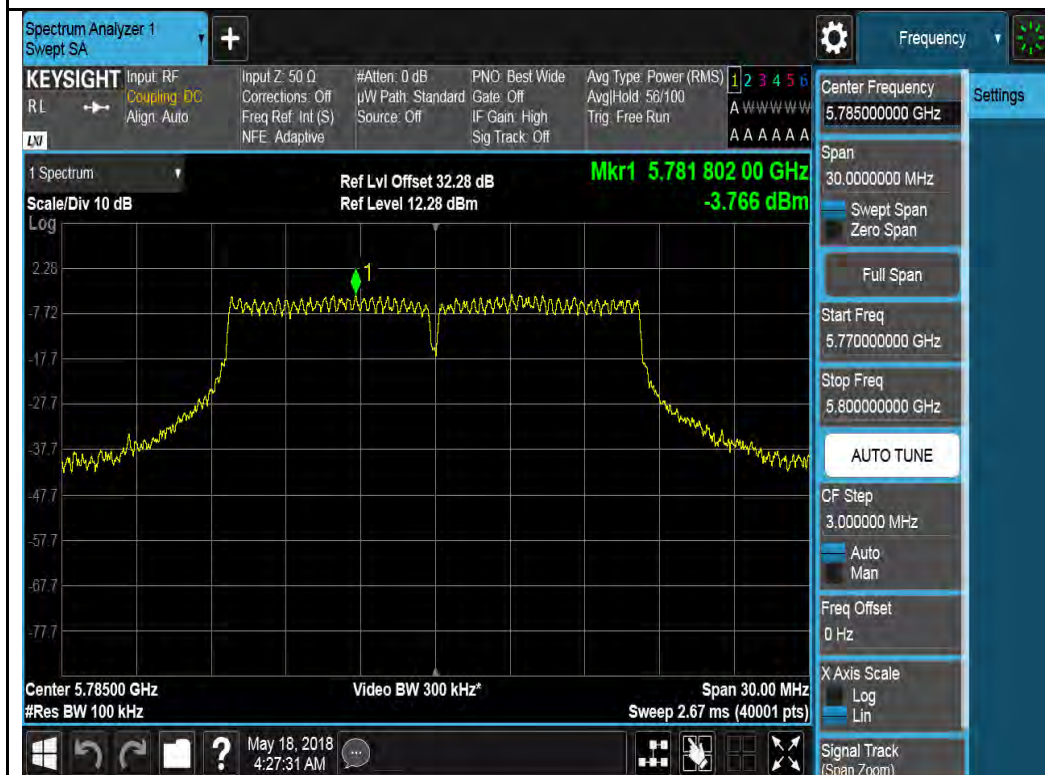 Spectrum Analyzer 1
Swept SA
Frequency
KEYSIGHT
RL
LXI
Input: RF
Coupling: DC
Align: Auto
Input Z: 50 Ω
Corrections: Off
Freq Ref: Int (S)
NFE: Adaptive
#Atten: 0 dB
µW Path: Standard
Source: Off
PNO: Best Wide
Gate: Off
IF Gain: High
Sig Track: Off
Avg Type: Power (RMS)
Avg|Hold: 56/100
Trig: Free Run
1 2 3 4 5 6
A W W W W W
A A A A A A
1 Spectrum
Scale/Div 10 dB
Ref Lvl Offset 32.28 dB
Ref Level 12.28 dBm
Mkr1 5.781 802 00 GHz
-3.766 dBm
Log
1
2.28
-7.72
-17.7
-27.7
-37.7
-47.7
-57.7
-67.7
-77.7
Center 5.78500 GHz
#Res BW 100 kHz
Video BW 300 kHz*
Span 30.00 MHz
Sweep 2.67 ms (40001 pts)
May 18, 2018
4:27:31 AM
Center Frequency
5.785000000 GHz
Settings
Span
30.0000000 MHz
Swept Span
Zero Span
Full Span
Start Freq
5.770000000 GHz
Stop Freq
5.800000000 GHz
AUTO TUNE
CF Step
3.000000 MHz
Auto
Man
Freq Offset
0 Hz
X Axis Scale
Log
Lin
Signal Track
(Span Zoom)